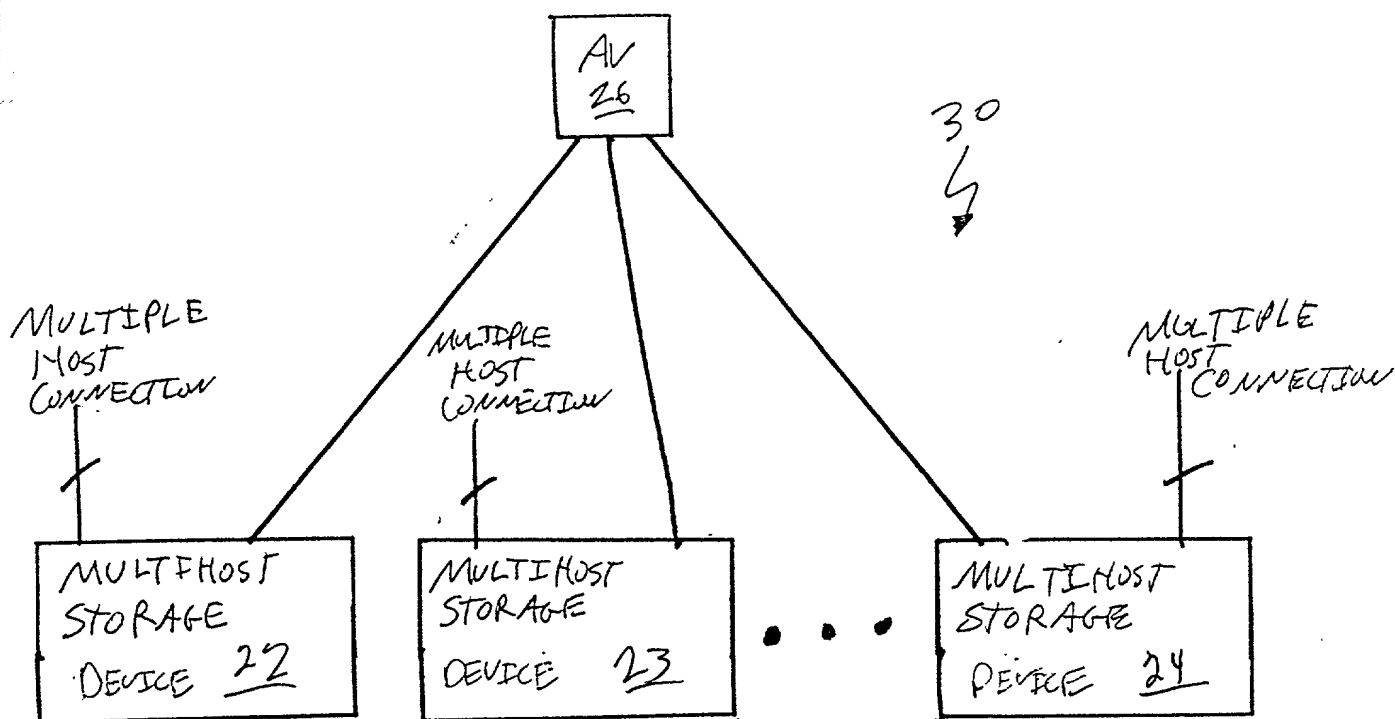 AV
26
30
MULTIPLE
HOST
CONNECTION
MULTIPLE
HOST
CONNECTION
MULTIPLE
HOST
CONNECTION
MULTIHOST
STORAGE
DEVICE 22
MULTIHOST
STORAGE
DEVICE 23
MULTIHOST
STORAGE
DEVICE 24